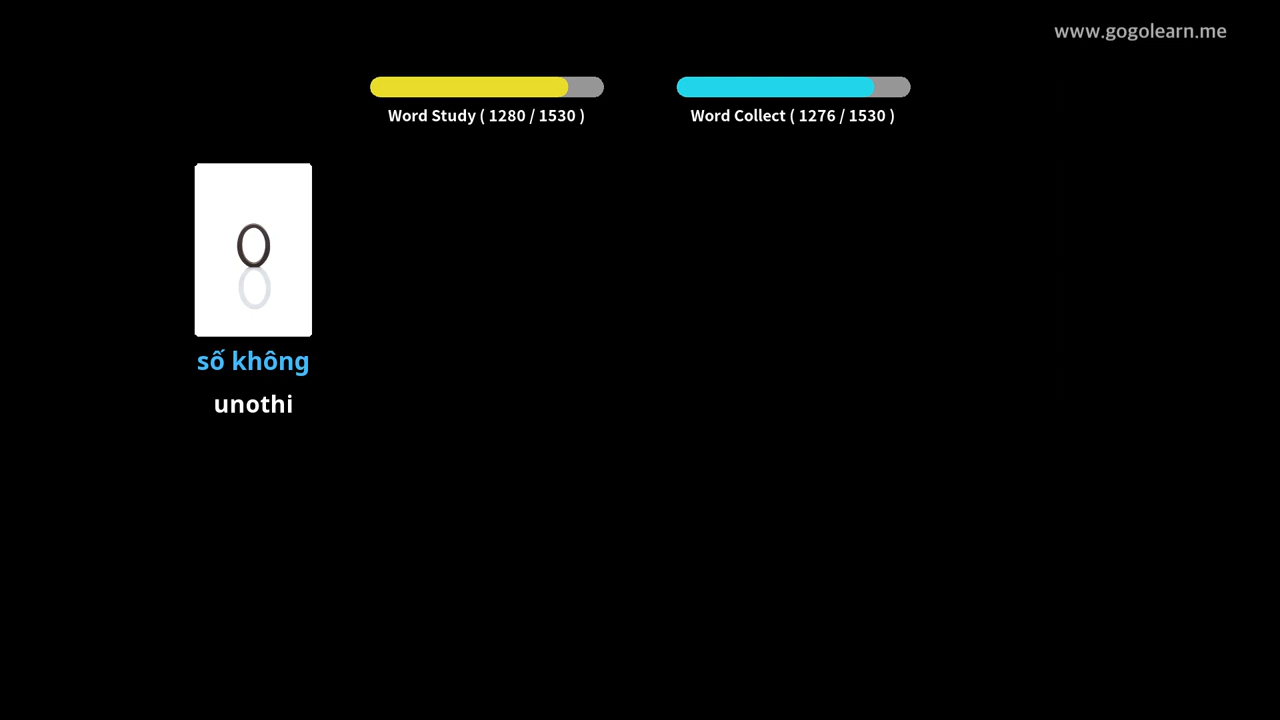 www.gogolearn.me
Word Study ( 1280 / 1530 )
Word Collect ( 1276 / 1530 )
0
số không
unothi